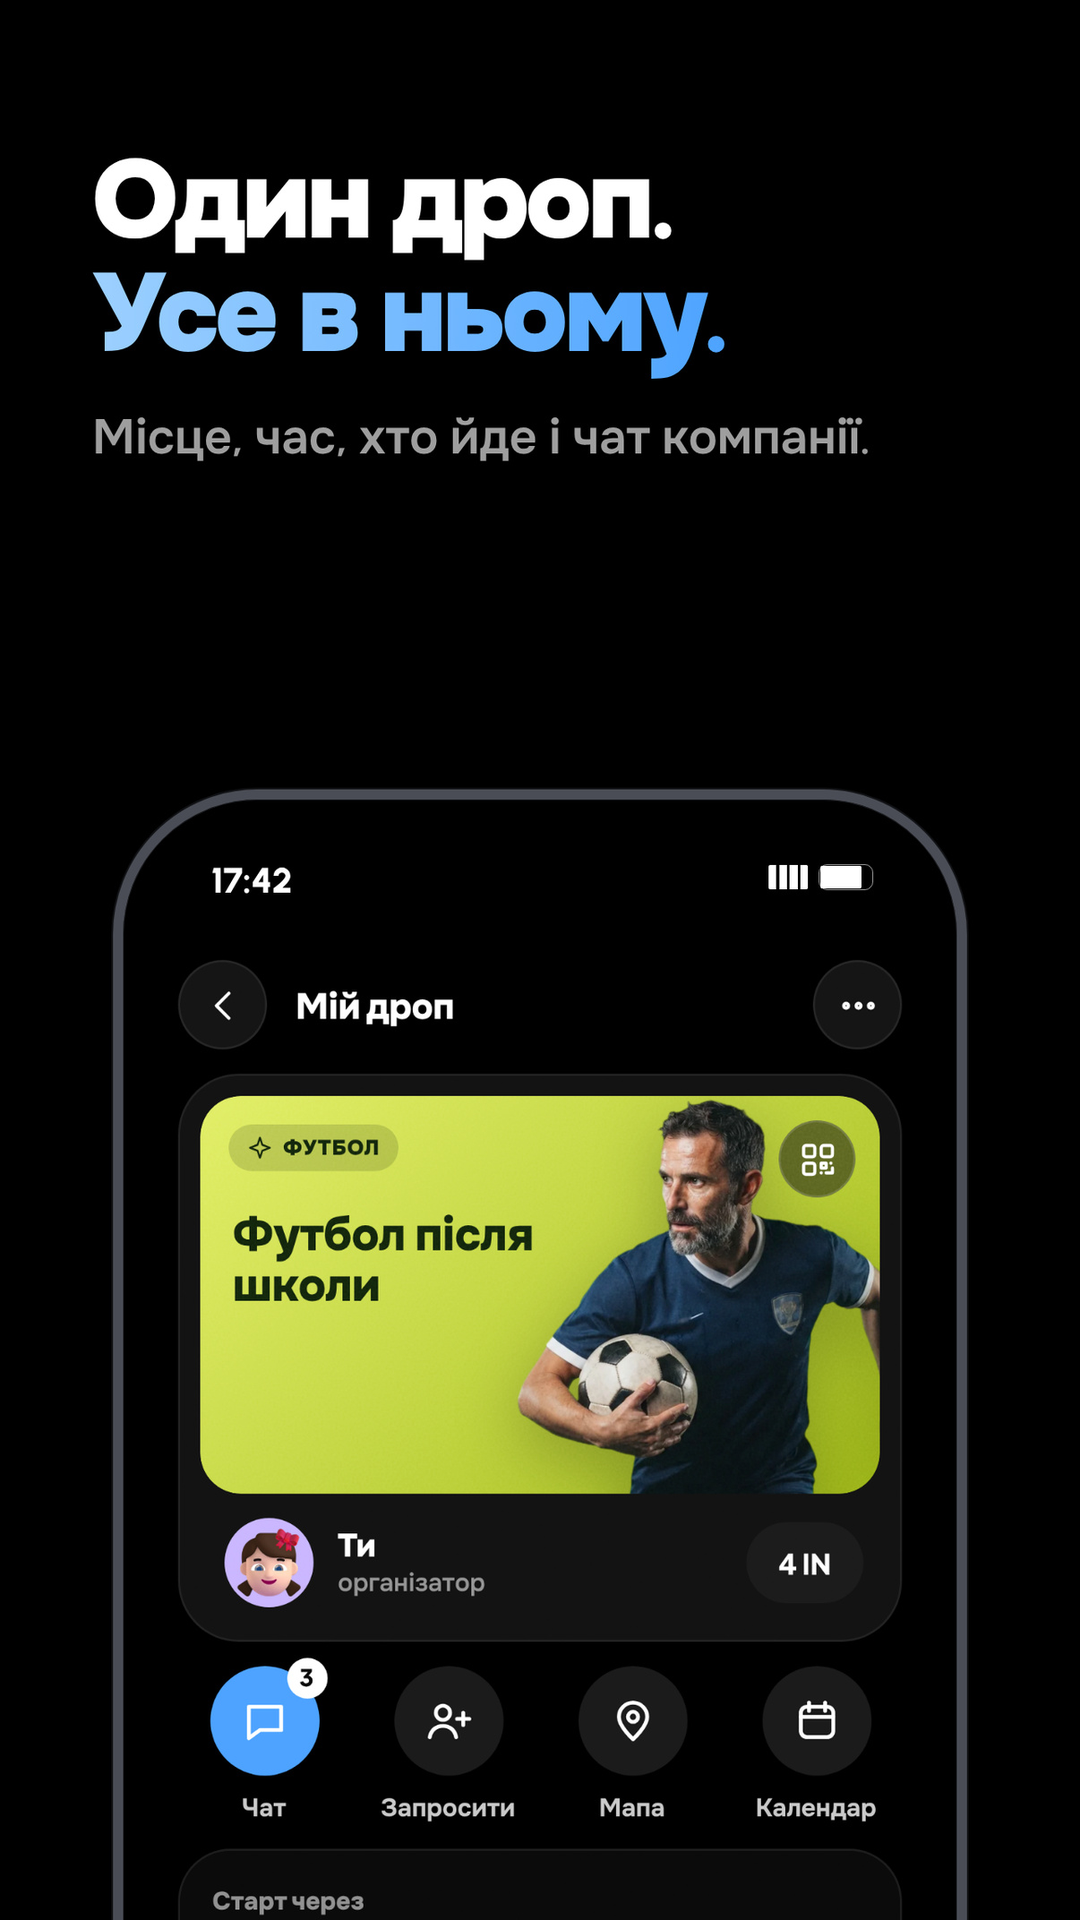 Один дроп.
Усе в ньому.
Місце, час, хто йде і чат компанії.
17:42
Мій дроп
ФУТБОЛ
Футбол після
школи
Ти
організатор
4 IN
3
Чат
Запросити
Мапа
Календар
Старт через